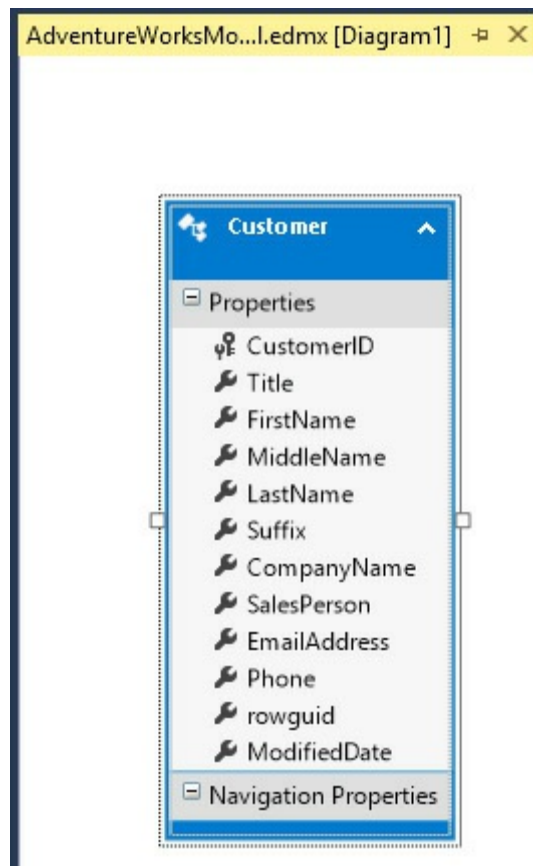 AdventureWorksMo...l.edmx [Diagram1]
Customer
Properties
CustomerID
Title
FirstName
MiddleName
LastName
Suffix
CompanyName
SalesPerson
EmailAddress
Phone
rowguid
ModifiedDate
Navigation Properties